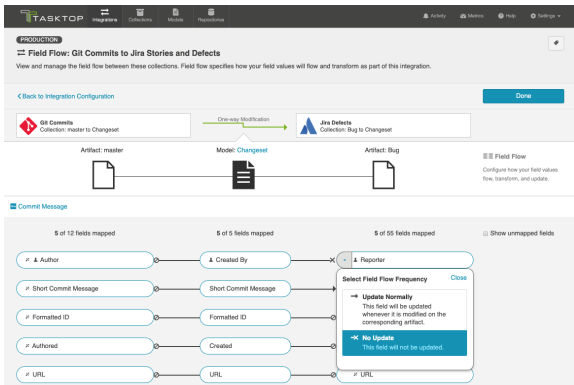 TASKTOP
Integrations
Collections
Models
Repositories
Activity
Metrics
Help
Settings
PRODUCTION
Field Flow: Git Commits to Jira Stories and Defects
View and manage the field flow between these collections. Field flow specifies how your field values will flow and transform as part of this integration.
Back to Integration Configuration
Done
Git Commits
Collection: master to Changeset
One-way Modification
Jira Defects
Collection: Bug to Changeset
Artifact: master
Model: Changeset
Artifact: Bug
Field Flow
Configure how your field values
flow, transform, and update.
Commit Message
5 of 12 fields mapped
5 of 5 fields mapped
5 of 55 fields mapped
Show unmapped fields
Author
Created By
Reporter
Select Field Flow Frequency
Close
Update Normally
This field will be updated
whenever it is modified on the
corresponding artifact.
No Update
This field will not be updated.
Short Commit Message
Short Commit Message
Formatted ID
Formatted ID
Authored
Created
URL
URL
URL